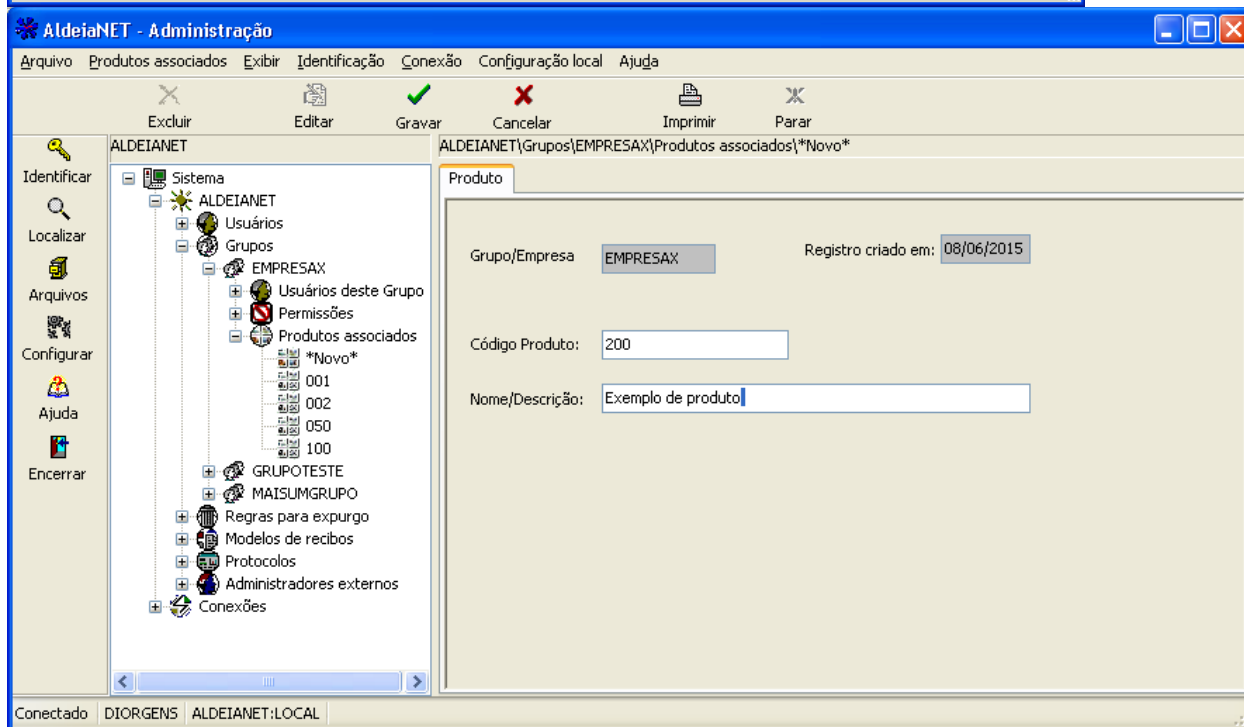 AldeiaNET - Administração
Arquivo Produtos associados Exibir Identificação Conexão Configuração local Ajuda
Excluir Editar Gravar Cancelar Imprimir Parar
Identificar
Localizar
Arquivos
Configurar
Ajuda
Encerrar
ALDEIANET
Sistema
ALDEIANET
Usuários
Grupos
EMPRESAX
Usuários deste Grupo
Permissões
Produtos associados
*Novo*
001
002
050
100
GRUPOTESTE
MAISUMGRUPO
Regras para expurgo
Modelos de recibos
Protocolos
Administradores externos
Conexões
ALDEIANET\Grupos\EMPRESAX\Produtos associados\*Novo*
Produto
Grupo/Empresa EMPRESAX Registro criado em: 08/06/2015
Código Produto: 200
Nome/Descrição: Exemplo de produto
Conectado DIORGENS ALDEIANET:LOCAL